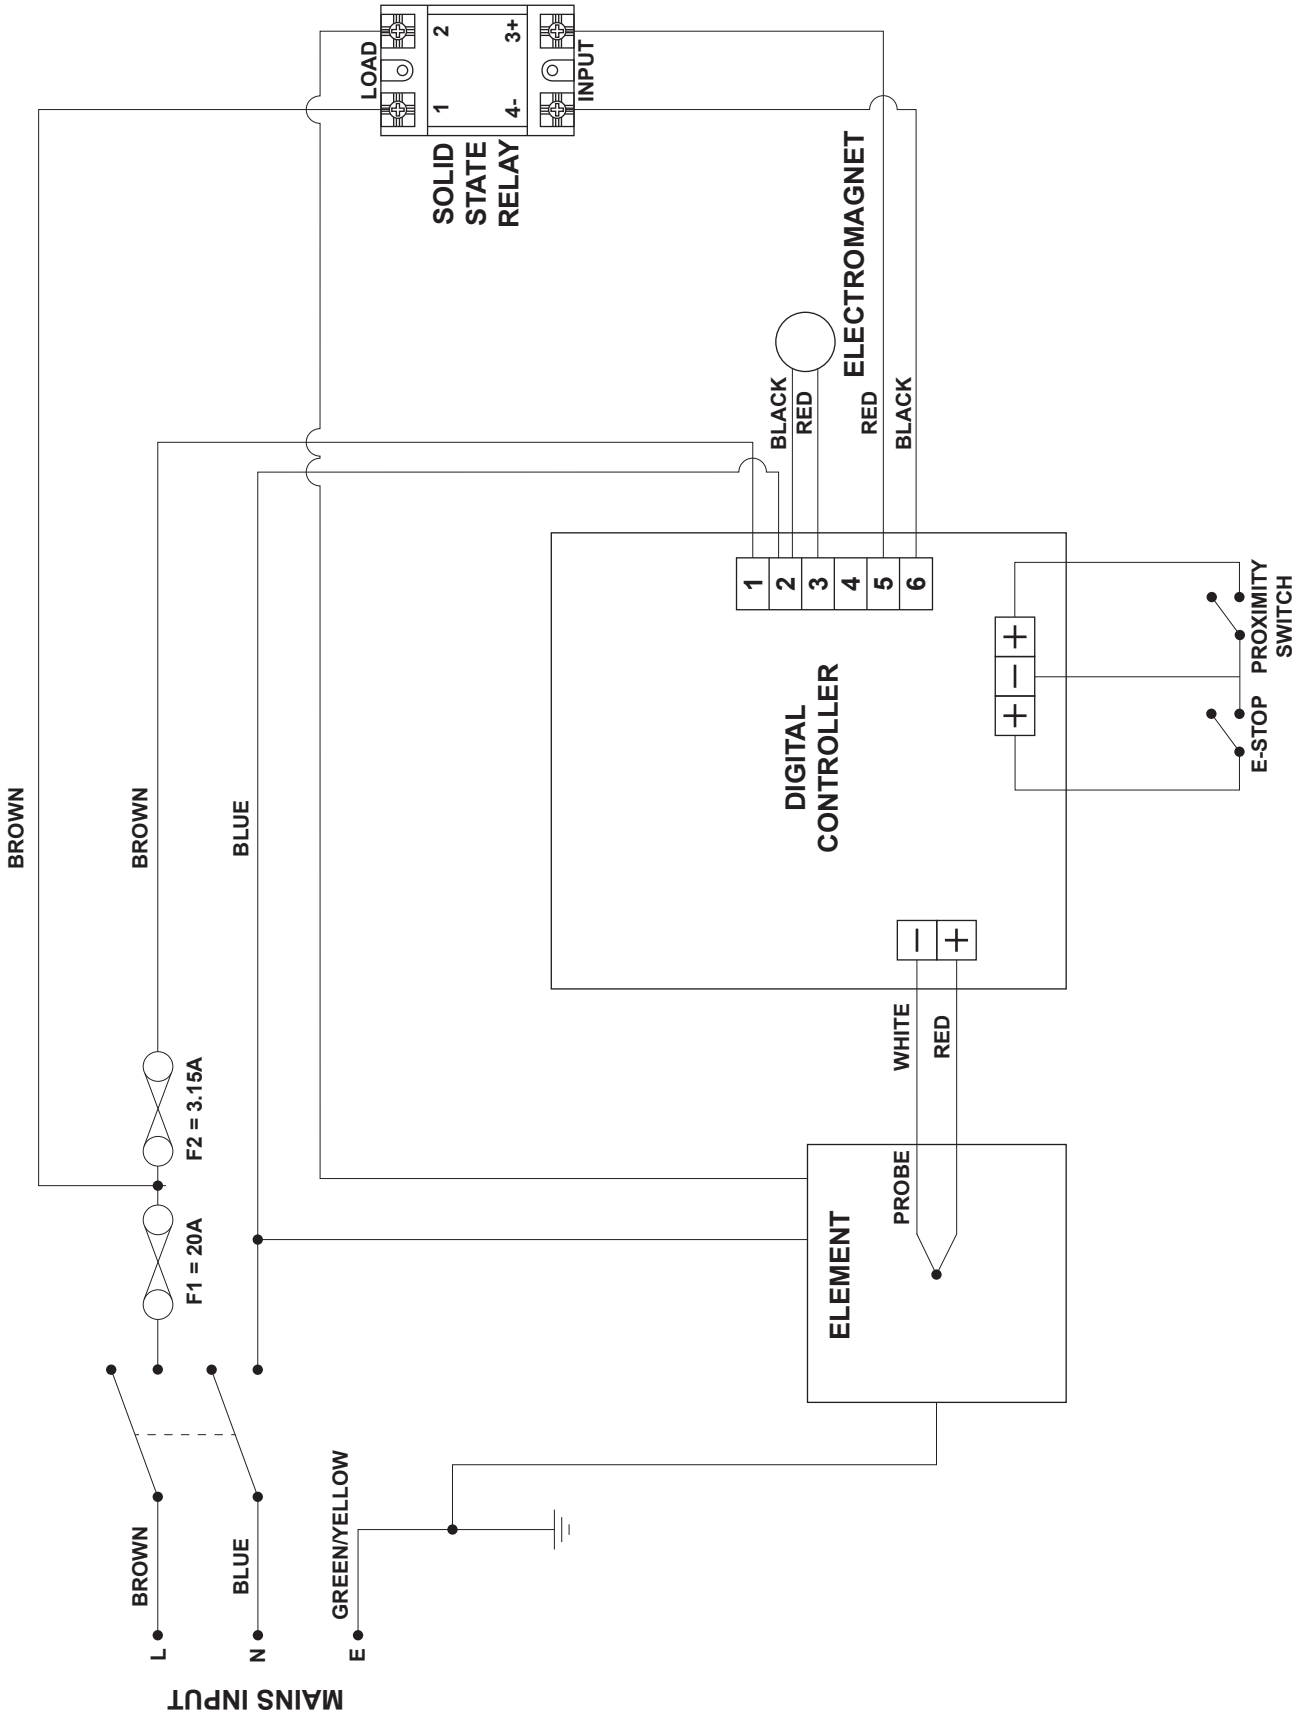 MAINS INPUT
L
N
E
BROWN
BLUE
GREEN/YELLOW
F1 = 20A
F2 = 3.15A
BROWN
BROWN
BLUE
ELEMENT
PROBE
WHITE
RED
−
+
DIGITAL
CONTROLLER
+
−
+
E-STOP
PROXIMITY
SWITCH
1
2
3
4
5
6
BLACK
RED
RED
BLACK
ELECTROMAGNET
SOLID
STATE
RELAY
LOAD
1
2
4-
3+
INPUT